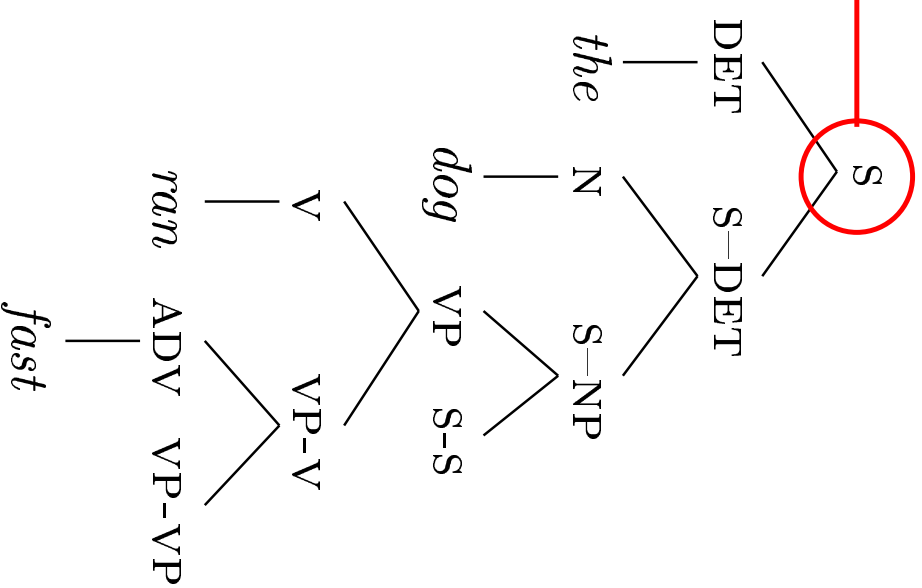 S
DET S–DET
the N S–NP
dog VP S-S
V VP-V
ran ADV VP-VP
fast